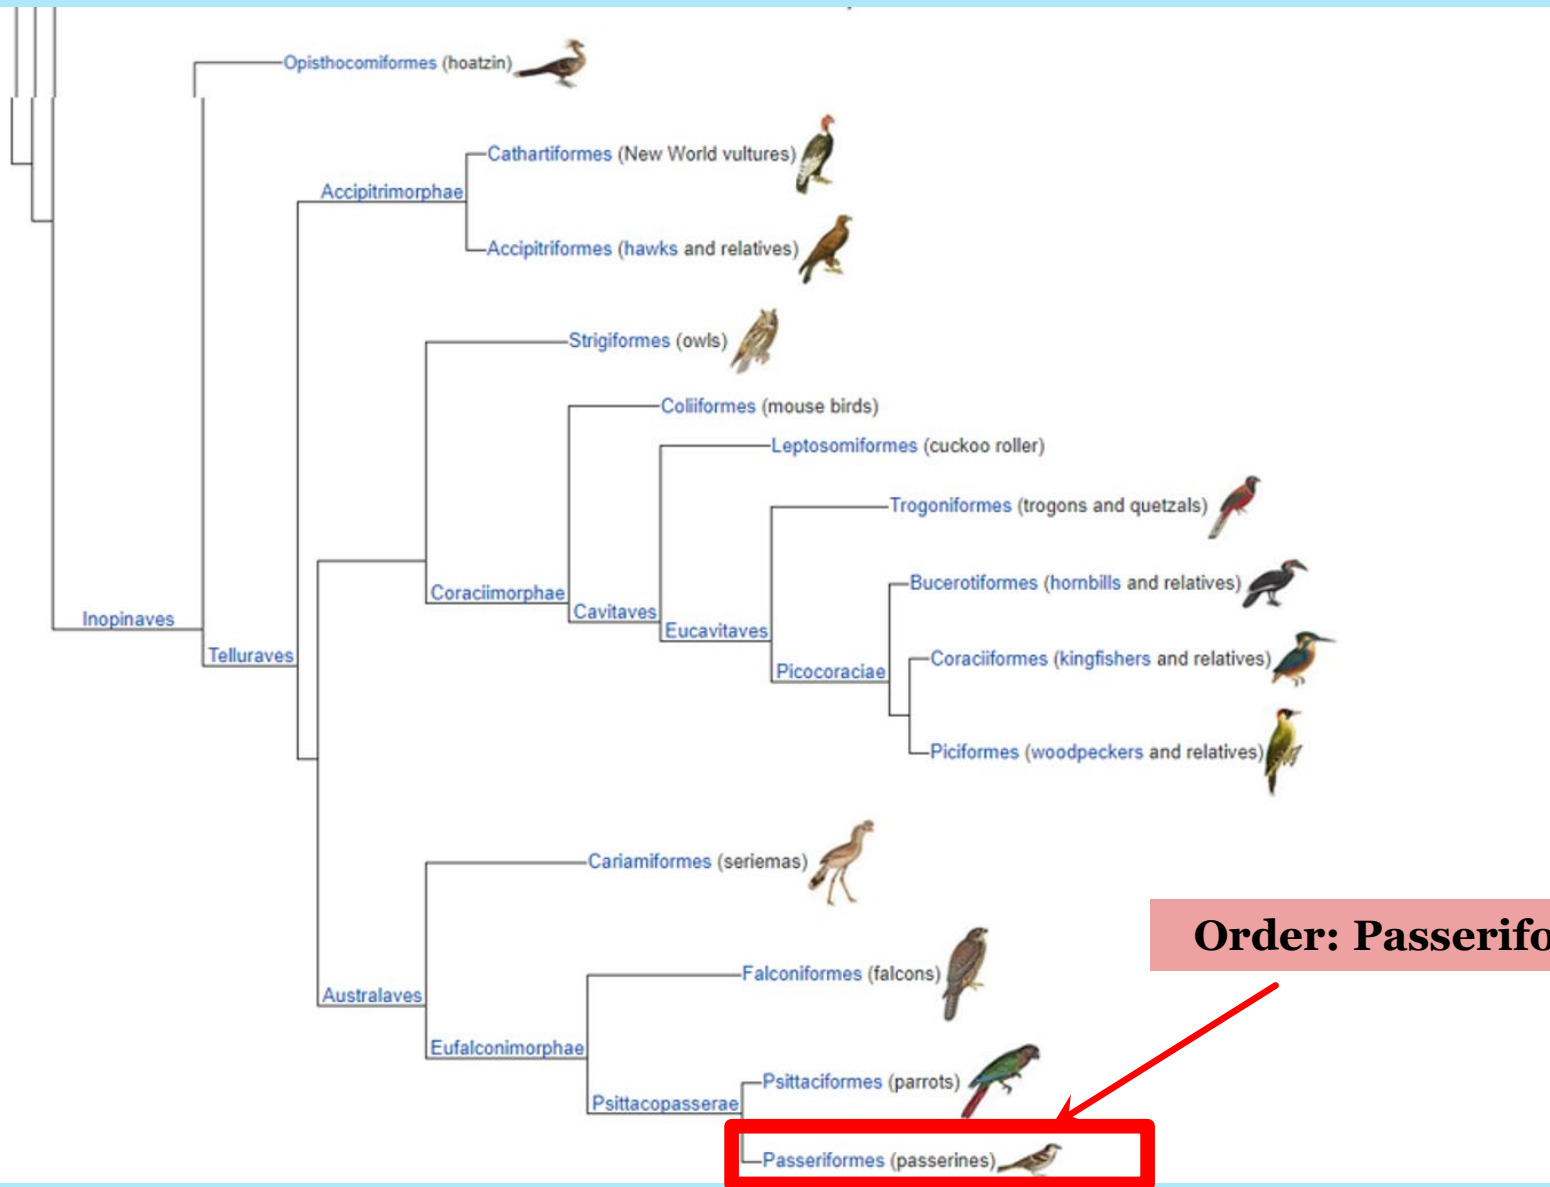 Opisthocomiformes (hoatzin)
Cathartiformes (New World vultures)
Accipitrimorphae
Accipitriformes (hawks and relatives)
Strigiformes (owls)
Coliiformes (mouse birds)
Leptosomiformes (cuckoo roller)
Trogoniformes (trogons and quetzals)
Bucerotiformes (hornbills and relatives)
Coraciimorphae
Cavitaves
Inopinaves
Eucavitaves
Telluraves
Coraciiformes (kingfishers and relatives)
Picocoraciae
Piciformes (woodpeckers and relatives)
Cariamiformes (seriemas)
Order: Passerifo
Falconiformes (falcons)
Australaves
Eufalconimorphae
Psittaciformes (parrots)
Psittacopasserae
Passeriformes (passerines)